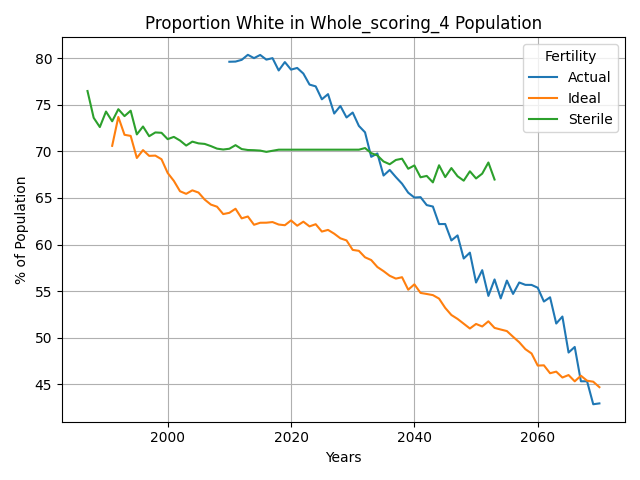 Proportion White in Whole_scoring_4 Population
Fertility
Actual
Ideal
Sterile
% of Population
80
75
70
65
60
55
50
45
2000
2020
2040
2060
Years